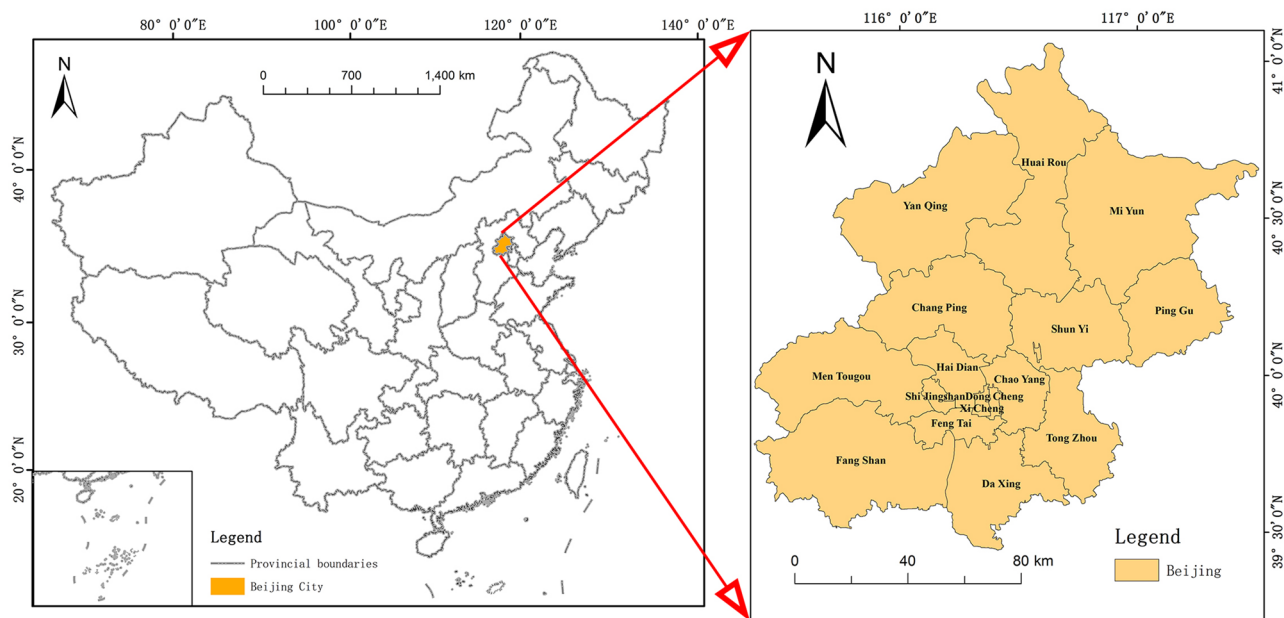 80° 0′0″E
100° 0′0″E
120° 0′0″E
140° 0′0″E
40° 0′0″N
30° 0′0″N
20° 0′0″N
N
0 700 1,400 km
Legend
Provincial boundaries
Beijing City
116° 0′0″E
117° 0′0″E
41° 0′0″N
40° 30′0″N
40° 0′0″N
39° 30′0″N
N
Huai Rou
Yan Qing
Mi Yun
Chang Ping
Shun Yi
Ping Gu
Hai Dian
Men Tougou
Chao Yang
Shi Jingshan
Dong Cheng
Xi Cheng
Feng Tai
Tong Zhou
Fang Shan
Da Xing
Legend
Beijing
0 40 80 km